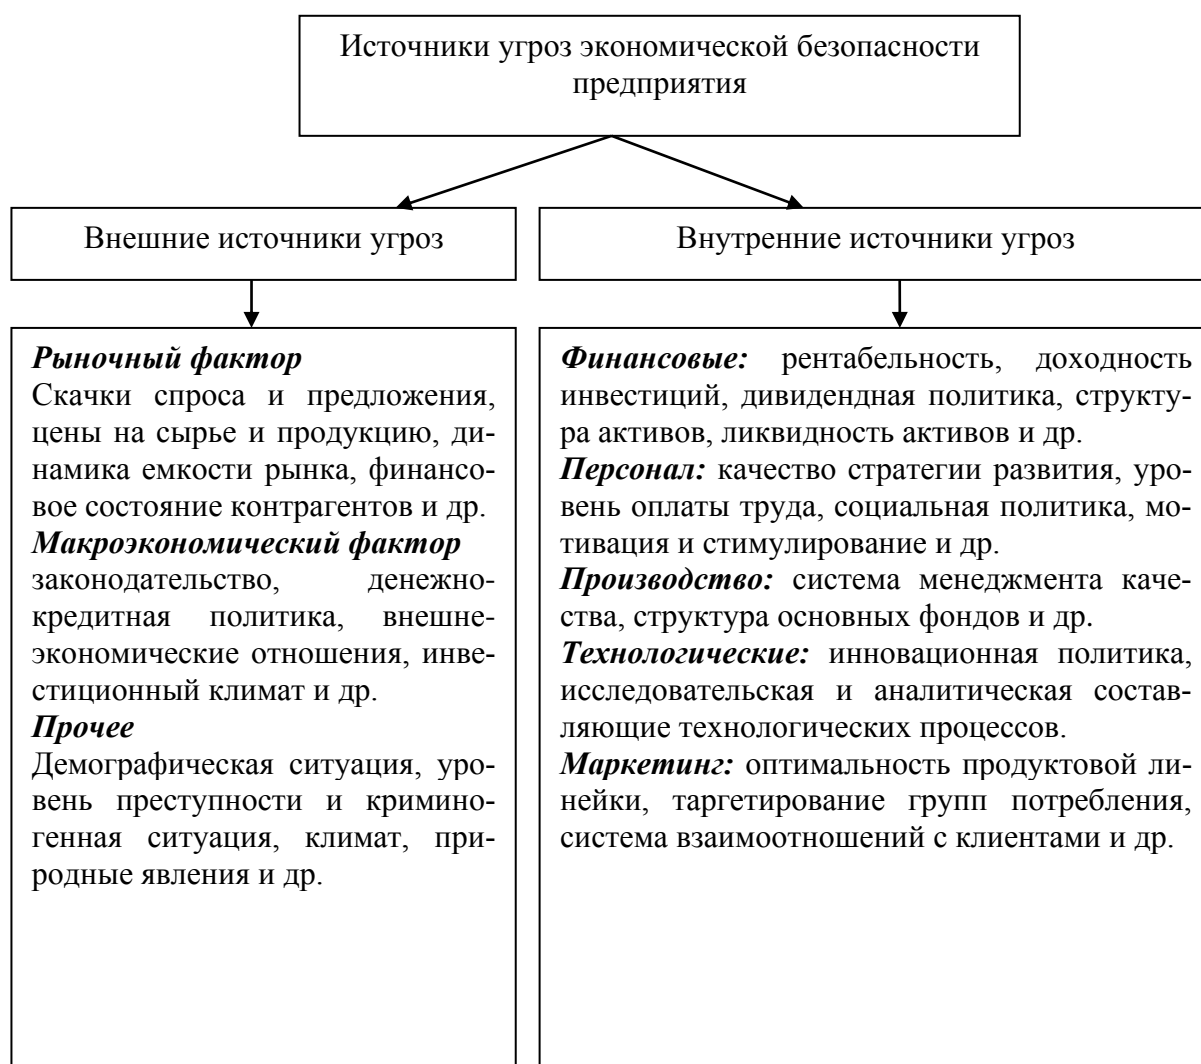 Источники угроз экономической безопасности
предприятия
Внешние источники угроз
Внутренние источники угроз
Рыночный фактор
Скачки спроса и предложения,
цены на сырье и продукцию, ди-
намика емкости рынка, финансо-
вое состояние контрагентов и др.
Макроэкономический фактор
законодательство, денежно-
кредитная политика, внешне-
экономические отношения, инве-
стиционный климат и др.
Прочее
Демографическая ситуация, уро-
вень преступности и кримино-
генная ситуация, климат, при-
родные явления и др.
Финансовые: рентабельность, доходность
инвестиций, дивидендная политика, структу-
ра активов, ликвидность активов и др.
Персонал: качество стратегии развития, уро-
вень оплаты труда, социальная политика, мо-
тивация и стимулирование и др.
Производство: система менеджмента каче-
ства, структура основных фондов и др.
Технологические: инновационная политика,
исследовательская и аналитическая состав-
ляющие технологических процессов.
Маркетинг: оптимальность продуктовой ли-
нейки, таргетирование групп потребления,
система взаимоотношений с клиентами и др.